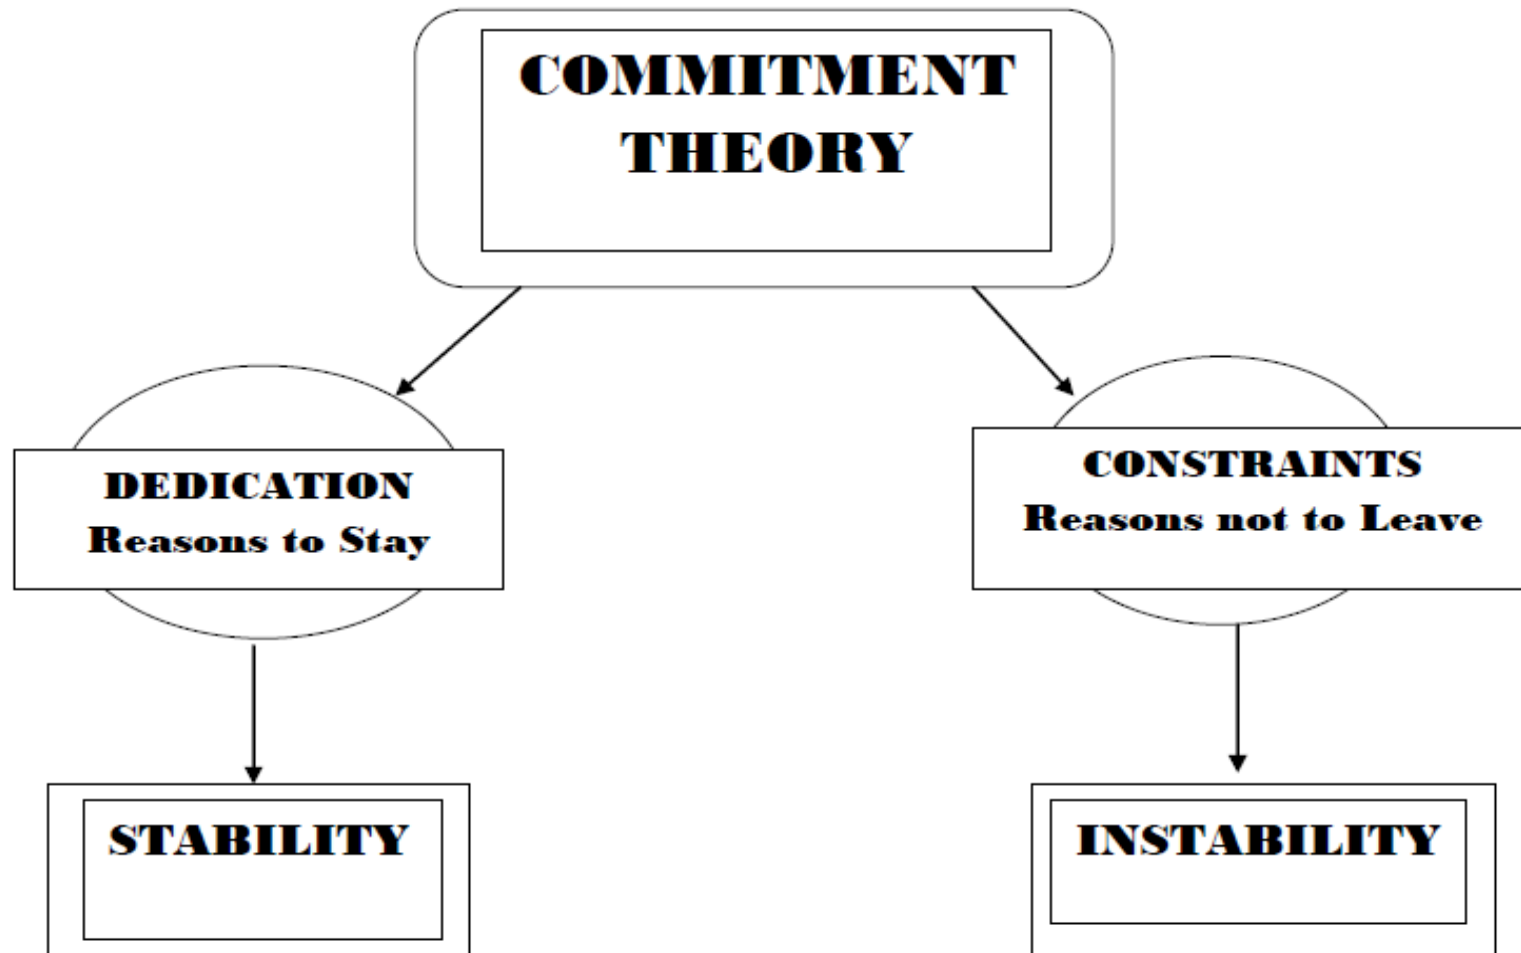 COMMITMENT
THEORY
DEDICATION
Reasons to Stay
CONSTRAINTS
Reasons not to Leave
STABILITY
INSTABILITY